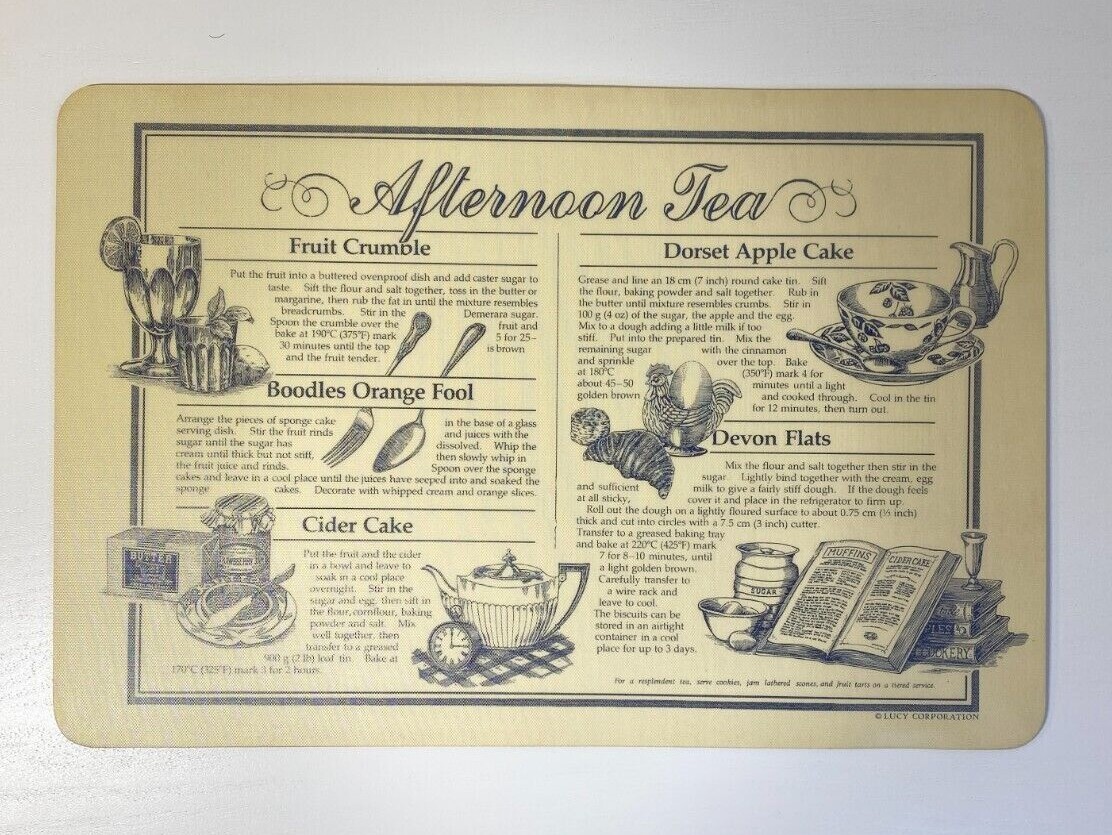 Afternoon Tea
Fruit Crumble
Put the fruit into a buttered ovenproof dish and add caster sugar to
taste. Sift the flour and salt together, toss in the butter or
margarine, then rub the fat in until the mixture resembles
breadcrumbs. Stir in the Demerara sugar.
Spoon the crumble over the fruit and
bake at 190°C (375°F) mark 5 for 25–
30 minutes until the top is brown
and the fruit tender.
Boodles Orange Fool
Arrange the pieces of sponge cake in the base of a glass
serving dish. Stir the fruit rinds and juices with the
sugar until the sugar has dissolved. Whip the
cream until thick but not stiff, then slowly whip in
the fruit juice and rinds. Spoon over the sponge
cakes and leave in a cool place until the juices have seeped into and soaked the
sponge cakes. Decorate with whipped cream and orange slices.
Cider Cake
Put the fruit and the cider
in a bowl and leave to
soak in a cool place
overnight. Stir in the
sugar and egg, then sift in
the flour, cornflour, baking
powder and salt. Mix
well together, then
transfer to a greased
900 g (2 lb) loaf tin. Bake at
170°C (325°F) mark 3 for 2 hours.
BUTTER
Dorset Apple Cake
Grease and line an 18 cm (7 inch) round cake tin. Sift
the flour, baking powder and salt together. Rub in
the butter until mixture resembles crumbs. Stir in
100 g (4 oz) of the sugar, the apple and the egg.
Mix to a dough adding a little milk if too
stiff. Put into the prepared tin. Mix the
remaining sugar with the cinnamon
and sprinkle over the top. Bake
at 180°C (350°F) mark 4 for
about 45–50 minutes until a light
golden brown and cooked through. Cool in the tin
for 12 minutes, then turn out.
Devon Flats
Mix the flour and salt together then stir in the
sugar. Lightly bind together with the cream, egg
and sufficient milk to give a fairly stiff dough. If the dough feels
at all sticky, cover it and place in the refrigerator to firm up.
Roll out the dough on a lightly floured surface to about 0.75 cm (⅓ inch)
thick and cut into circles with a 7.5 cm (3 inch) cutter.
Transfer to a greased baking tray
and bake at 220°C (425°F) mark
7 for 8–10 minutes, until
a light golden brown.
Carefully transfer to
a wire rack and
leave to cool.
The biscuits can be
stored in an airtight
container in a cool
place for up to 3 days.
SUGAR
MUFFINS
CIDER CAKE
For a resplendent tea, serve cookies, jam lathered scones, and fruit tarts on a tiered service.
© LUCY CORPORATION